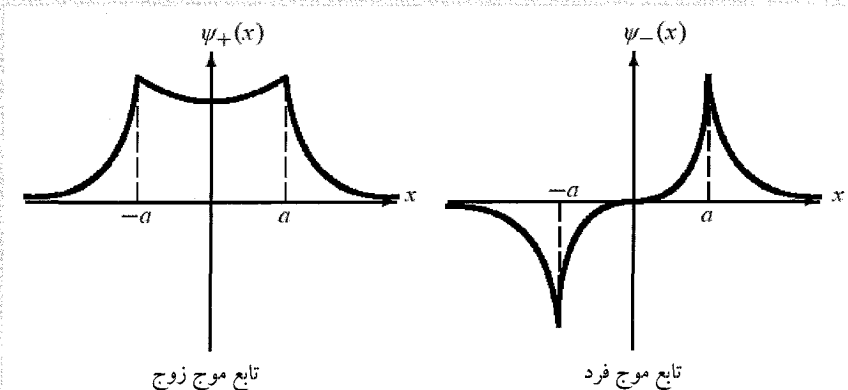 ψ₊(x) ψ₋(x)
−a a x −a a x
تابع موج زوج تابع موج فرد